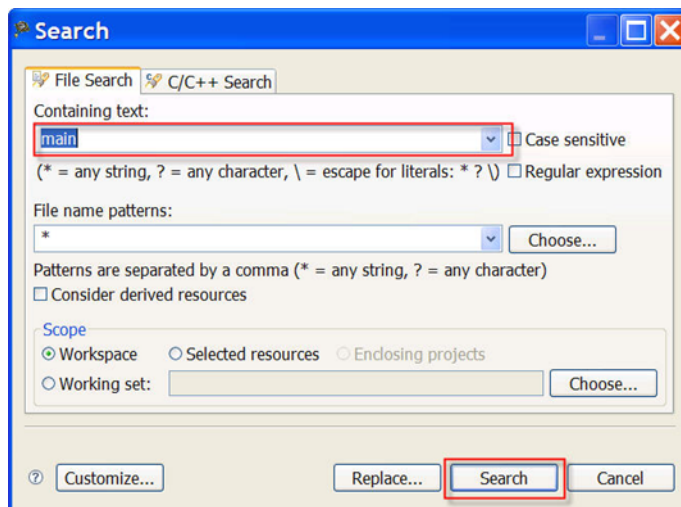 Search
File Search C/C++ Search
Containing text:
main Case sensitive
(* = any string, ? = any character, \ = escape for literals: * ? \) Regular expression
File name patterns:
* Choose...
Patterns are separated by a comma (* = any string, ? = any character)
Consider derived resources
Scope
Workspace Selected resources Enclosing projects
Working set: Choose...
? Customize... Replace... Search Cancel